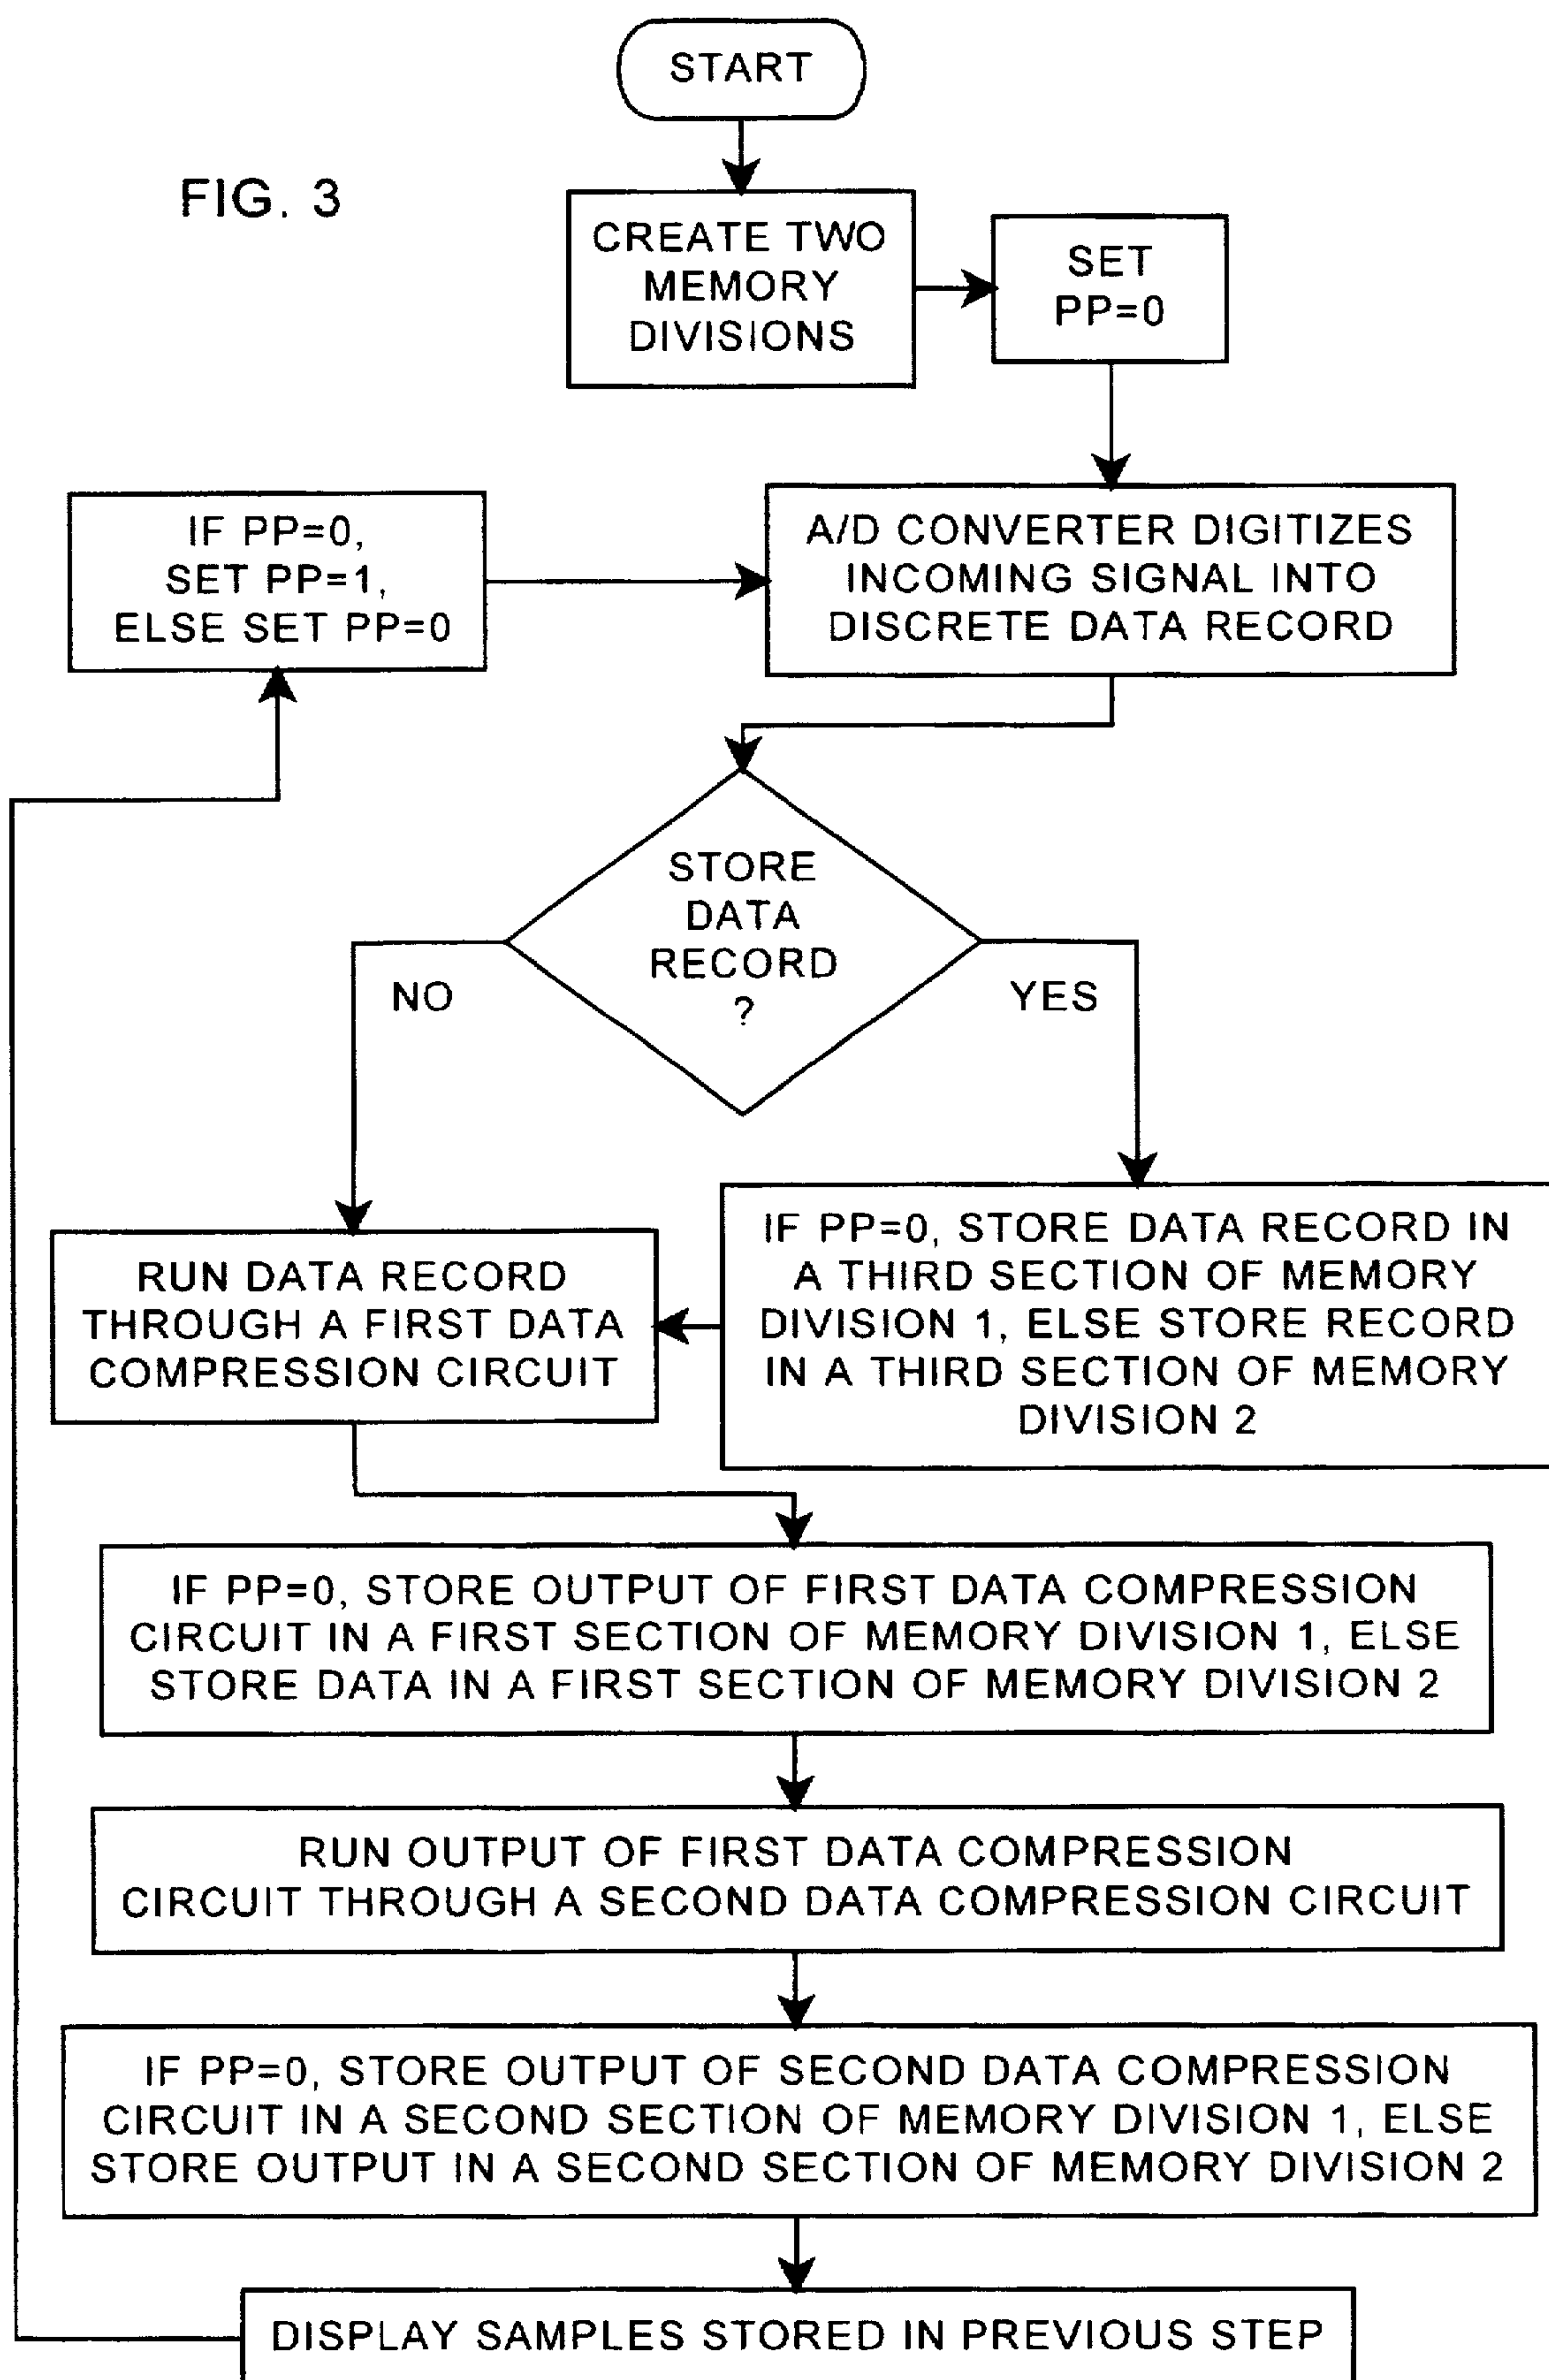 START
FIG. 3
CREATE TWO
MEMORY
DIVISIONS
SET
PP=0
IF PP=0,
SET PP=1,
ELSE SET PP=0
A/D CONVERTER DIGITIZES
INCOMING SIGNAL INTO
DISCRETE DATA RECORD
STORE
DATA
RECORD
?
NO
YES
RUN DATA RECORD
THROUGH A FIRST DATA
COMPRESSION CIRCUIT
IF PP=0, STORE DATA RECORD IN
A THIRD SECTION OF MEMORY
DIVISION 1, ELSE STORE RECORD
IN A THIRD SECTION OF MEMORY
DIVISION 2
IF PP=0, STORE OUTPUT OF FIRST DATA COMPRESSION
CIRCUIT IN A FIRST SECTION OF MEMORY DIVISION 1, ELSE
STORE DATA IN A FIRST SECTION OF MEMORY DIVISION 2
RUN OUTPUT OF FIRST DATA COMPRESSION
CIRCUIT THROUGH A SECOND DATA COMPRESSION CIRCUIT
IF PP=0, STORE OUTPUT OF SECOND DATA COMPRESSION
CIRCUIT IN A SECOND SECTION OF MEMORY DIVISION 1, ELSE
STORE OUTPUT IN A SECOND SECTION OF MEMORY DIVISION 2
DISPLAY SAMPLES STORED IN PREVIOUS STEP